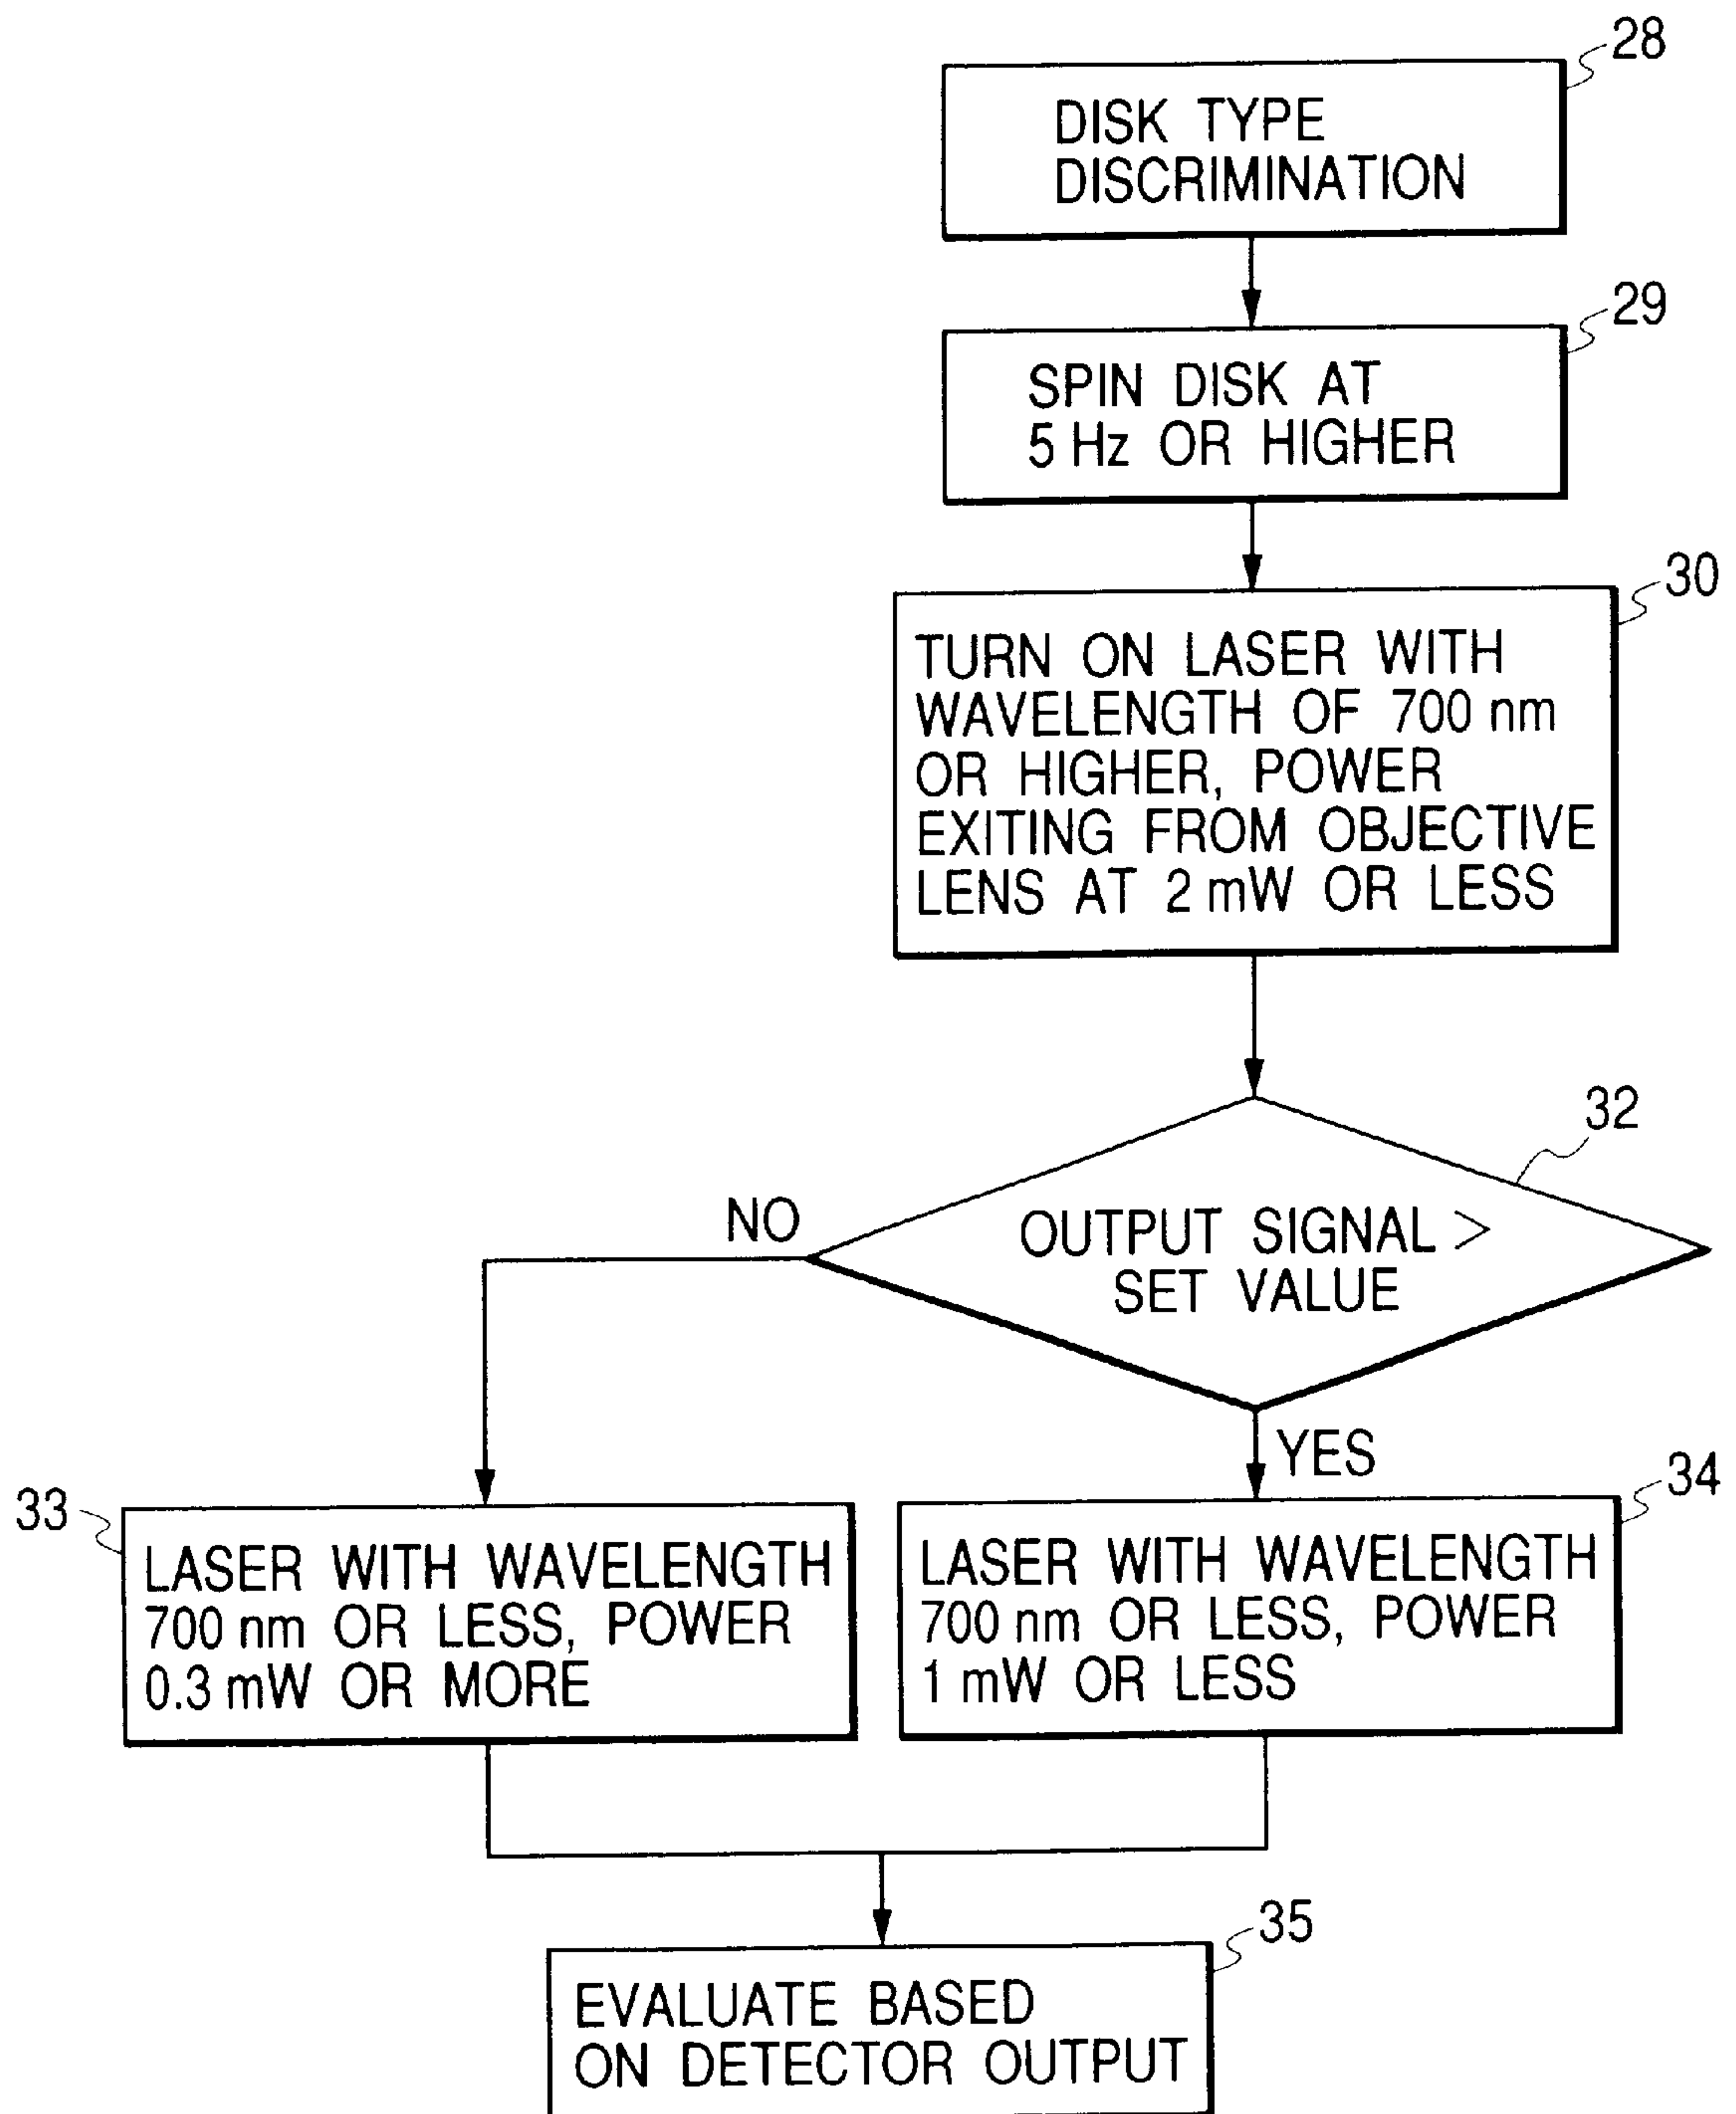 28
DISK TYPE
DISCRIMINATION
29
SPIN DISK AT
5 Hz OR HIGHER
30
TURN ON LASER WITH
WAVELENGTH OF 700 nm
OR HIGHER, POWER
EXITING FROM OBJECTIVE
LENS AT 2 mW OR LESS
32
NO
OUTPUT SIGNAL >
SET VALUE
YES
33
LASER WITH WAVELENGTH
700 nm OR LESS, POWER
0.3 mW OR MORE
34
LASER WITH WAVELENGTH
700 nm OR LESS, POWER
1 mW OR LESS
35
EVALUATE BASED
ON DETECTOR OUTPUT